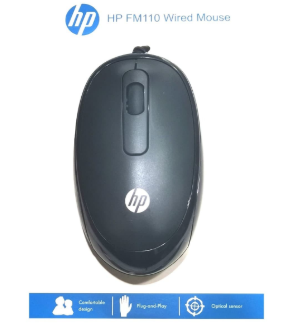 hp
HP FM110 Wired Mouse
hp
Comfortable
design
Plug-and-Play
Optical sensor